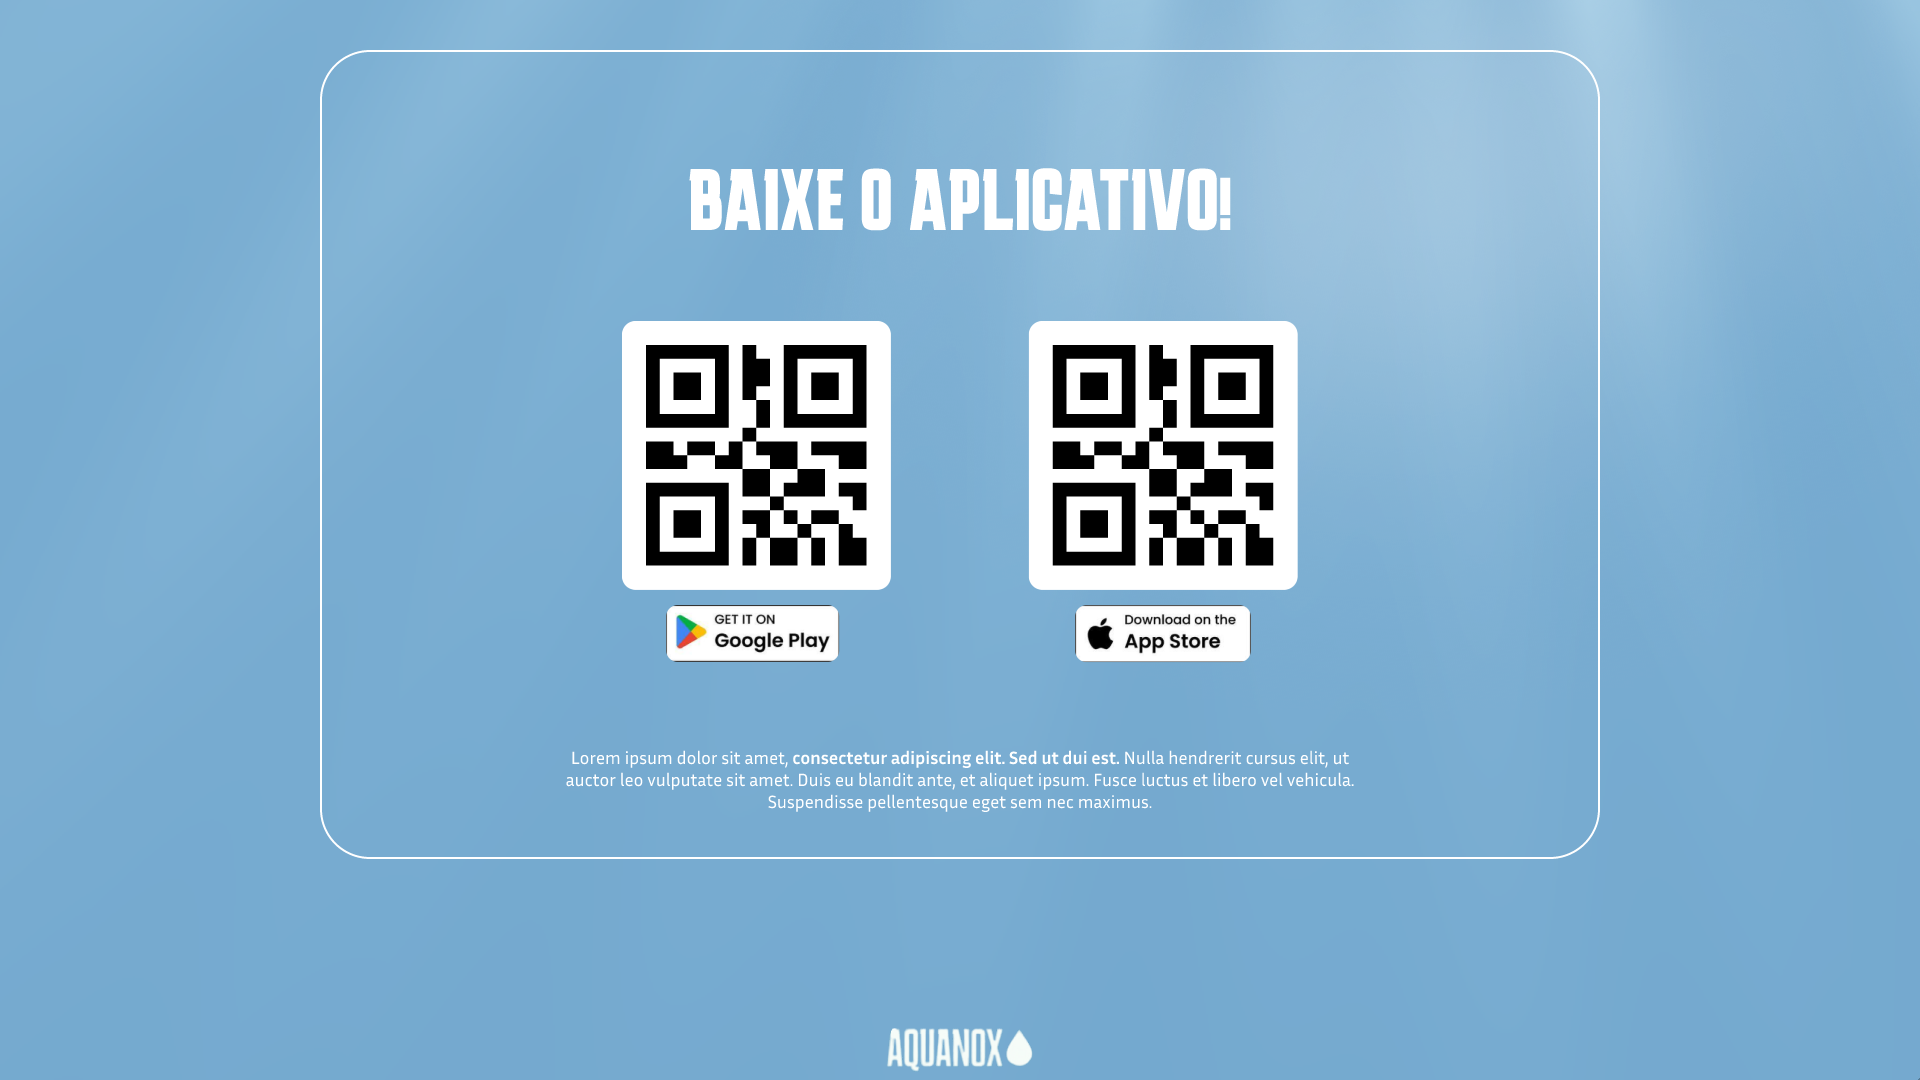 BAIXE O APLICATIVO!
GET IT ON
Google Play
Download on the
App Store
Lorem ipsum dolor sit amet, consectetur adipiscing elit. Sed ut dui est. Nulla hendrerit cursus elit, ut
auctor leo vulputate sit amet. Duis eu blandit ante, et aliquet ipsum. Fusce luctus et libero vel vehicula.
Suspendisse pellentesque eget sem nec maximus.
AQUANOX